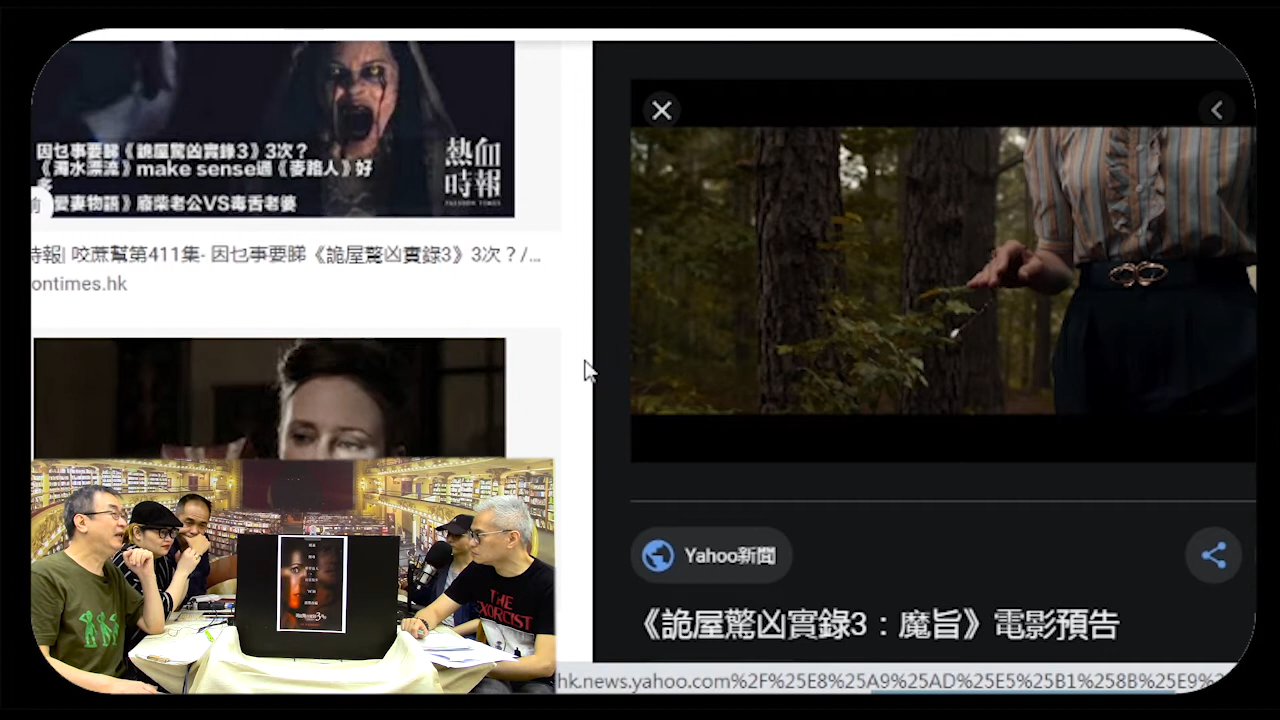 因乜事要睇《詭屋驚凶實錄3》3次？
《濁水漂流》make sense過《麥路人》好
愛妻物語》廢柴老公VS毒舌老婆
熱血
時報
PASSION TIMES
時報| 咬蔗幫第411集- 因乜事要睇《詭屋驚凶實錄3》3次？/...
ontimes.hk
THE
EXORCIST
Yahoo新聞
《詭屋驚凶實錄3：魔旨》電影預告
hk.news.yahoo.com%2F%25E8%25A9%25AD%25E5%25B1%258B%25E9%2